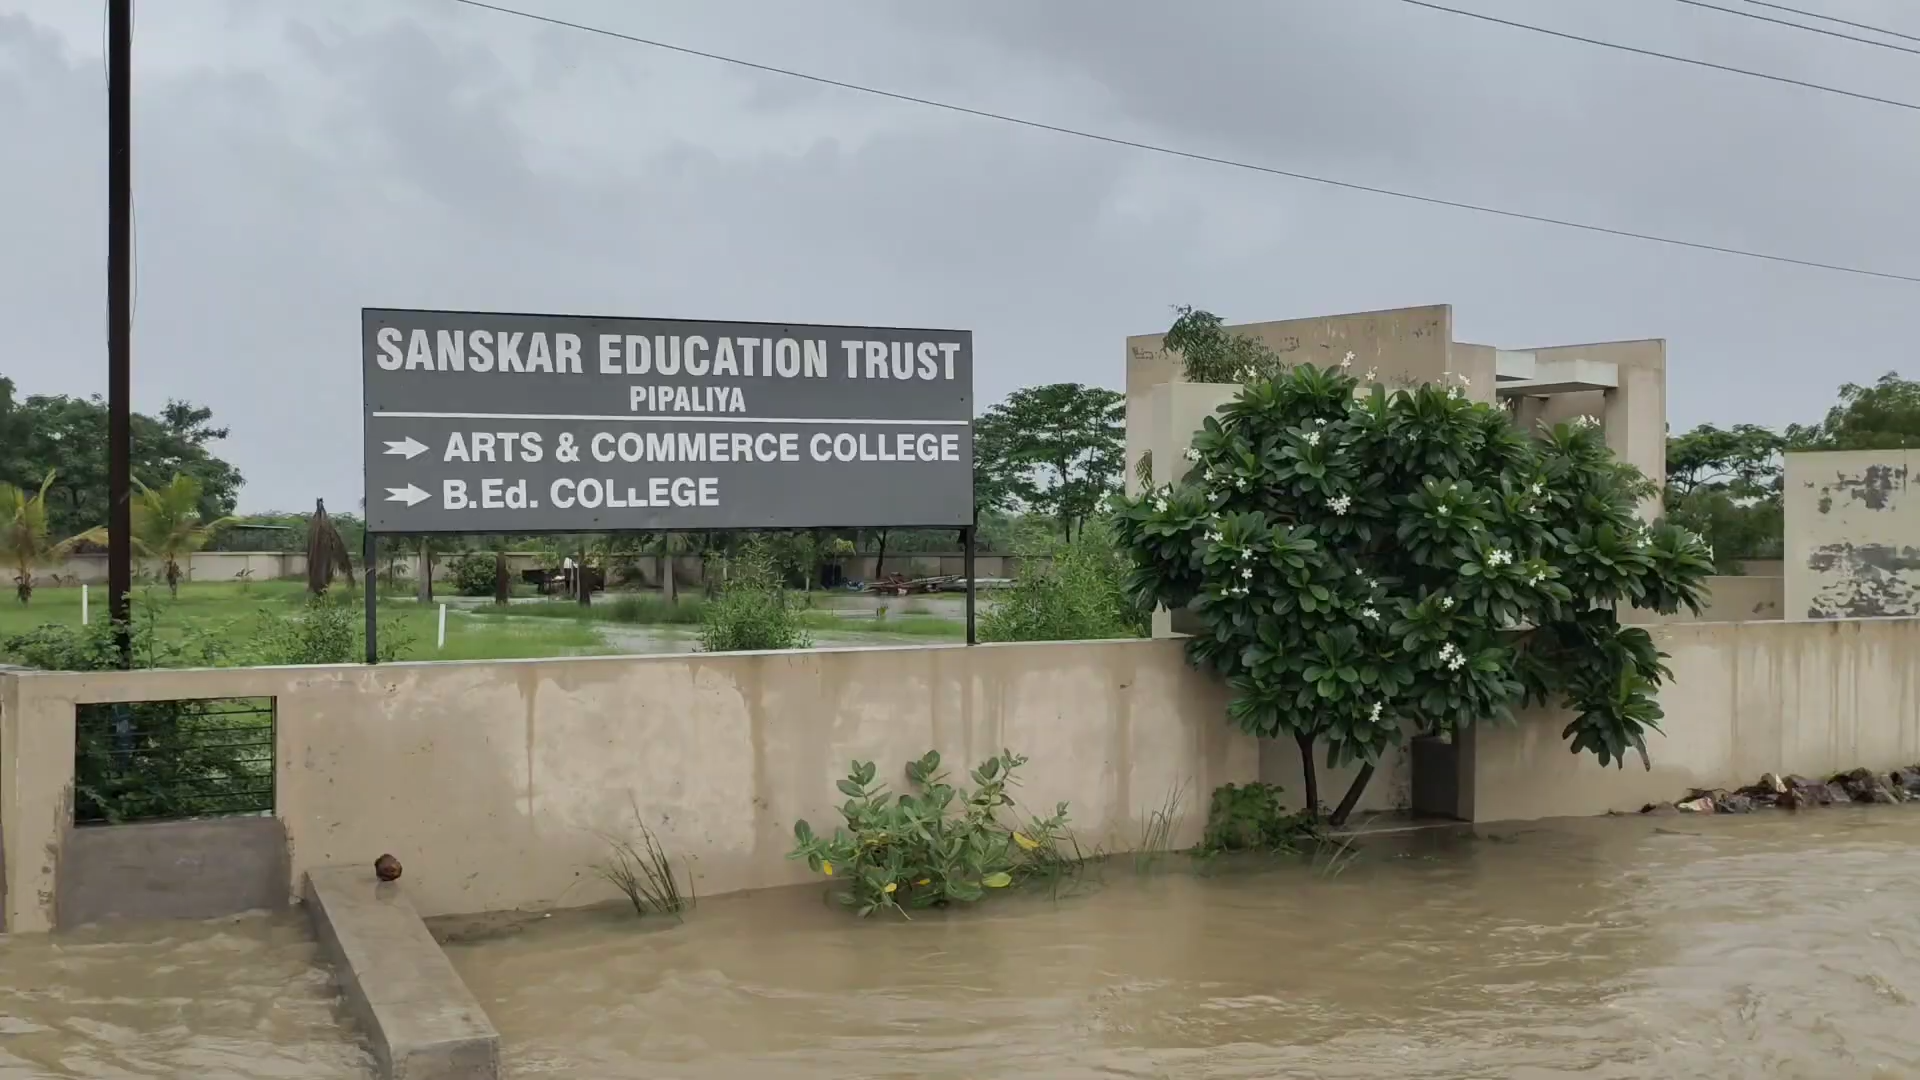 SANSKAR EDUCATION TRUST
PIPALIYA
ARTS & COMMERCE COLLEGE
B.Ed. COLLEGE